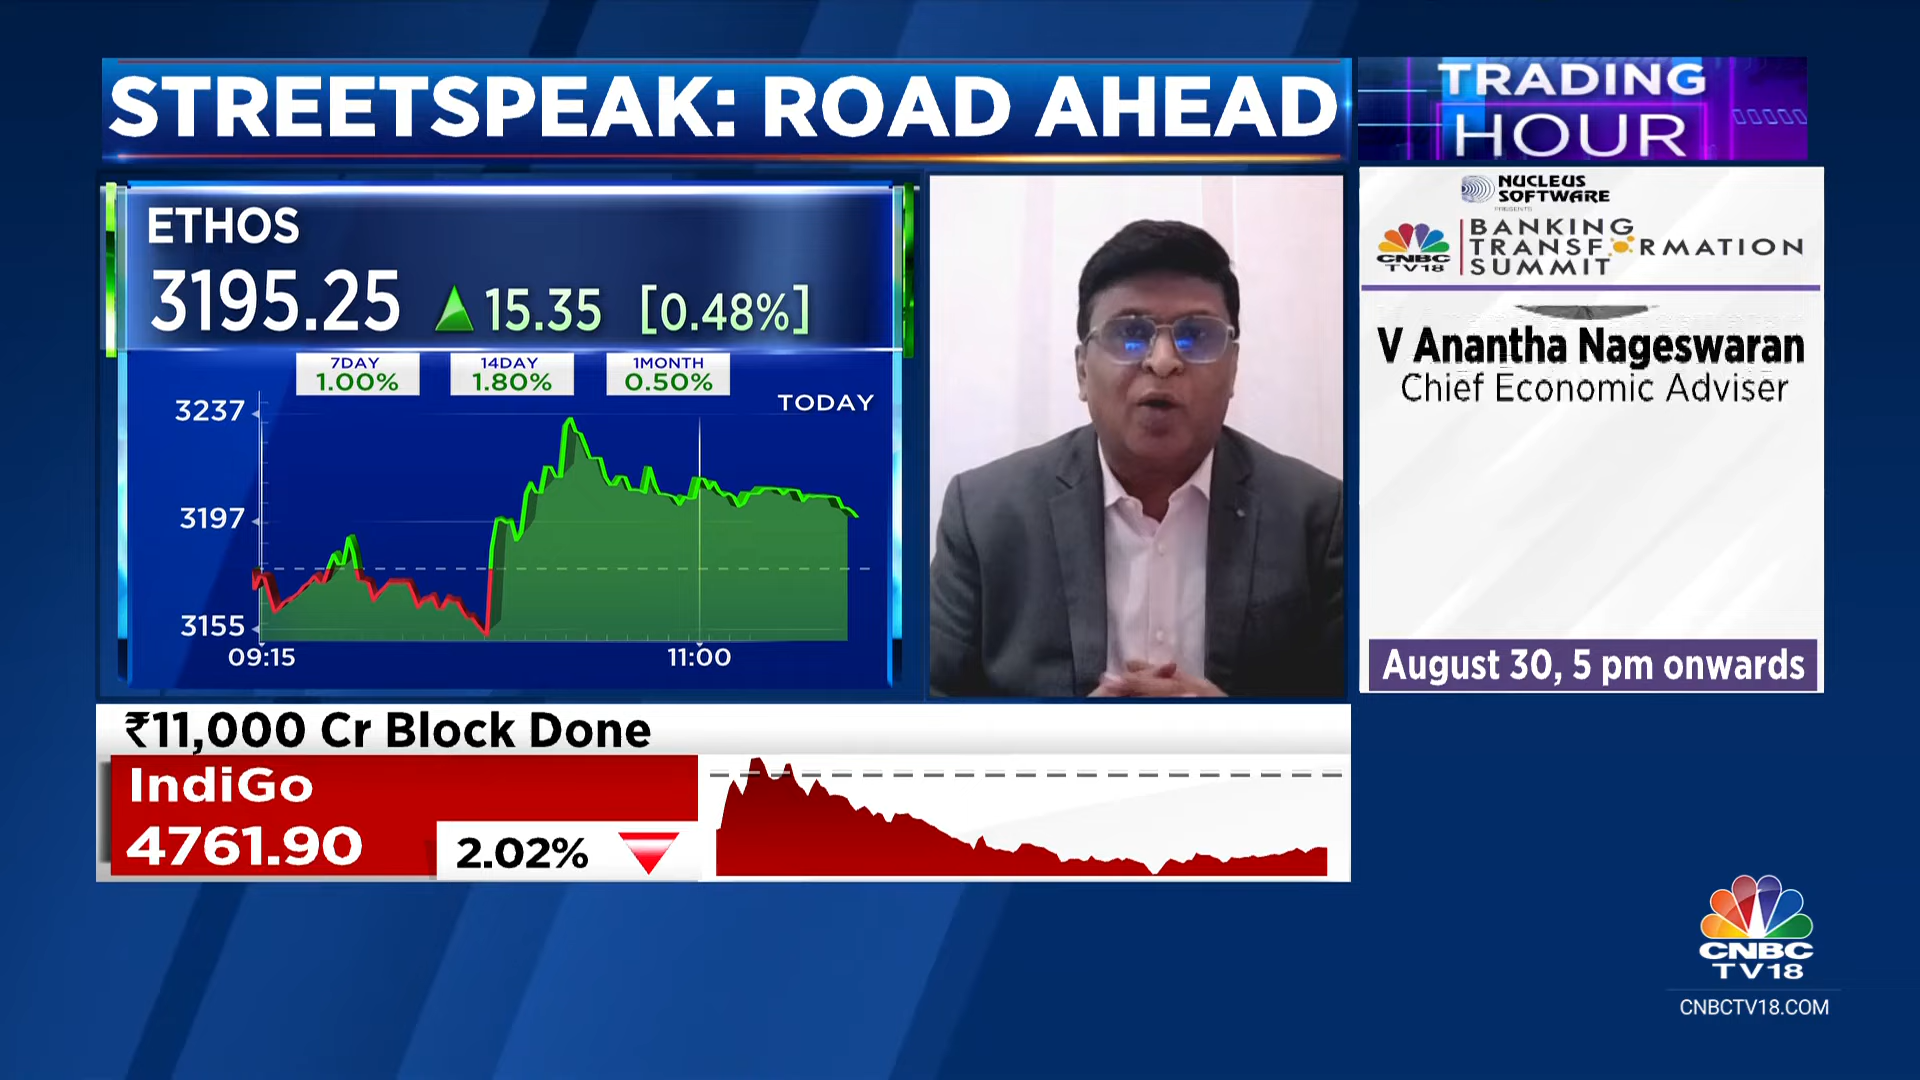 STREETSPEAK: ROAD AHEAD
TRADING
HOUR
ETHOS
3195.25 15.35 [0.48%]
7DAY
1.00%
14DAY
1.80%
1MONTH
0.50%
TODAY
3237
3197
3155
09:15 11:00
NUCLEUS
SOFTWARE
PRESENTS
CNBC
TV18
BANKING
TRANSFORMATION
SUMMIT
V Anantha Nageswaran
Chief Economic Adviser
August 30, 5 pm onwards
₹11,000 Cr Block Done
IndiGo
4761.90 2.02%
CNBC
TV18
CNBCTV18.COM